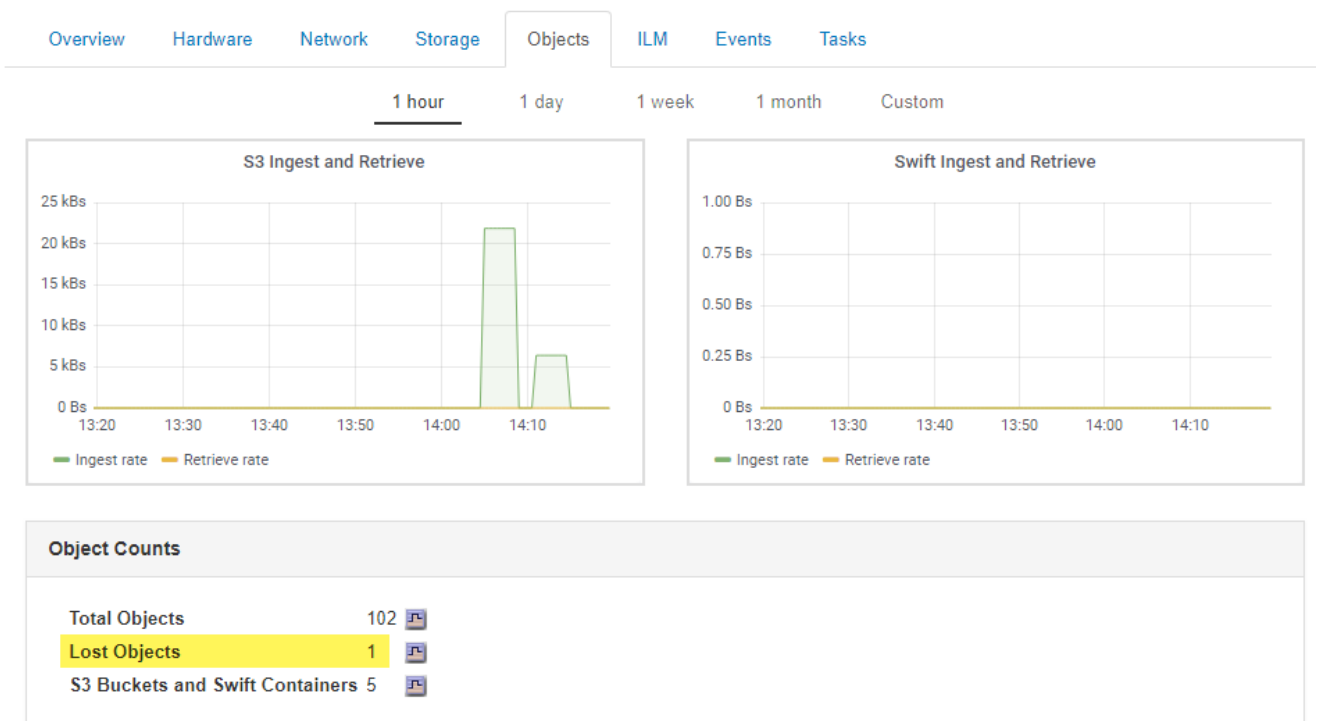 Overview Hardware Network Storage Objects ILM Events Tasks
1 hour 1 day 1 week 1 month Custom
S3 Ingest and Retrieve
25 kBs
20 kBs
15 kBs
10 kBs
5 kBs
0 Bs
13:20 13:30 13:40 13:50 14:00 14:10
Ingest rate Retrieve rate
Swift Ingest and Retrieve
1.00 Bs
0.75 Bs
0.50 Bs
0.25 Bs
0 Bs
13:20 13:30 13:40 13:50 14:00 14:10
Ingest rate Retrieve rate
Object Counts
Total Objects 102
Lost Objects 1
S3 Buckets and Swift Containers 5